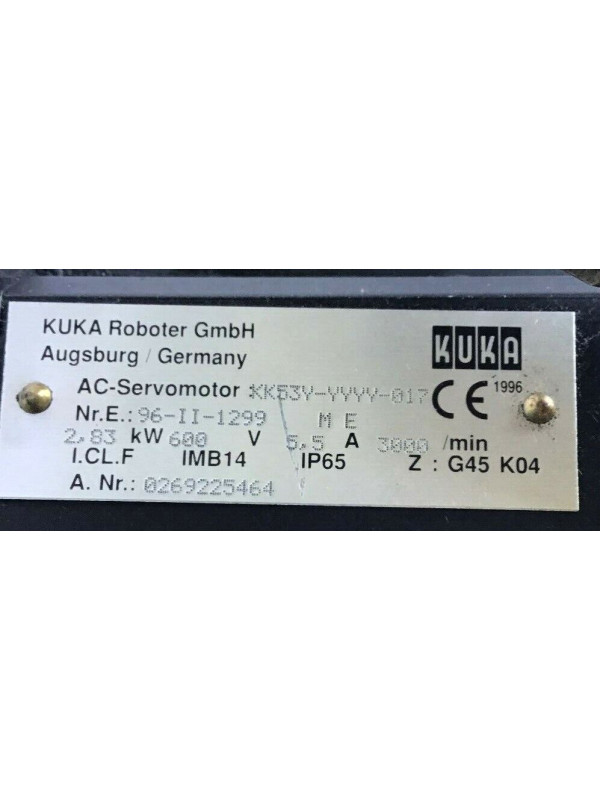 KUKA Roboter GmbH
Augsburg / Germany
KUKA
AC-Servomotor :KK53Y-YYYY-017
CE 1996
Nr.E.: 96-II-1299 M E
2,83 kW 600 V 5,5 A 3000 /min
I.CL.F IMB14 IP65 Z : G45 K04
A. Nr.: 0269225464